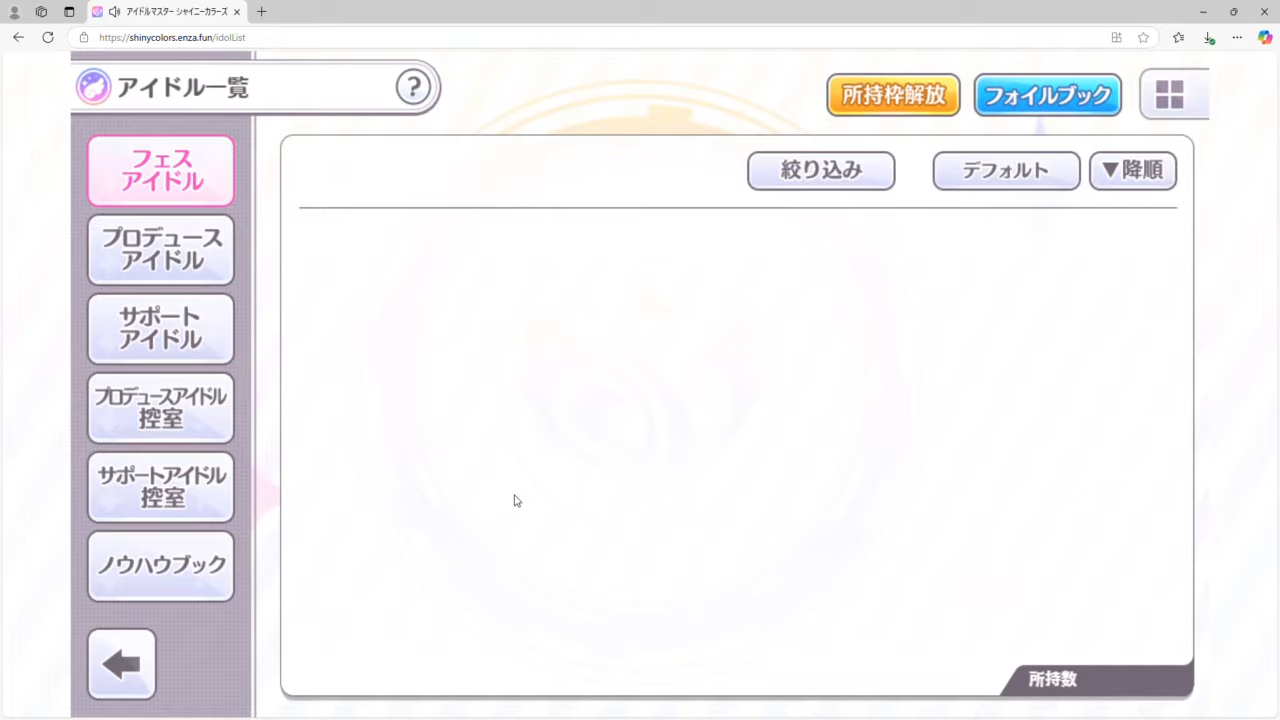 アイドルマスター シャイニーカラーズ
https://shinycolors.enza.fun/idolList
アイドル一覧
?
所持枠解放
フォイルブック
フェス
アイドル
プロデュース
アイドル
サポート
アイドル
プロデュースアイドル
控室
サポートアイドル
控室
ノウハウブック
絞り込み
デフォルト
▼降順
所持数